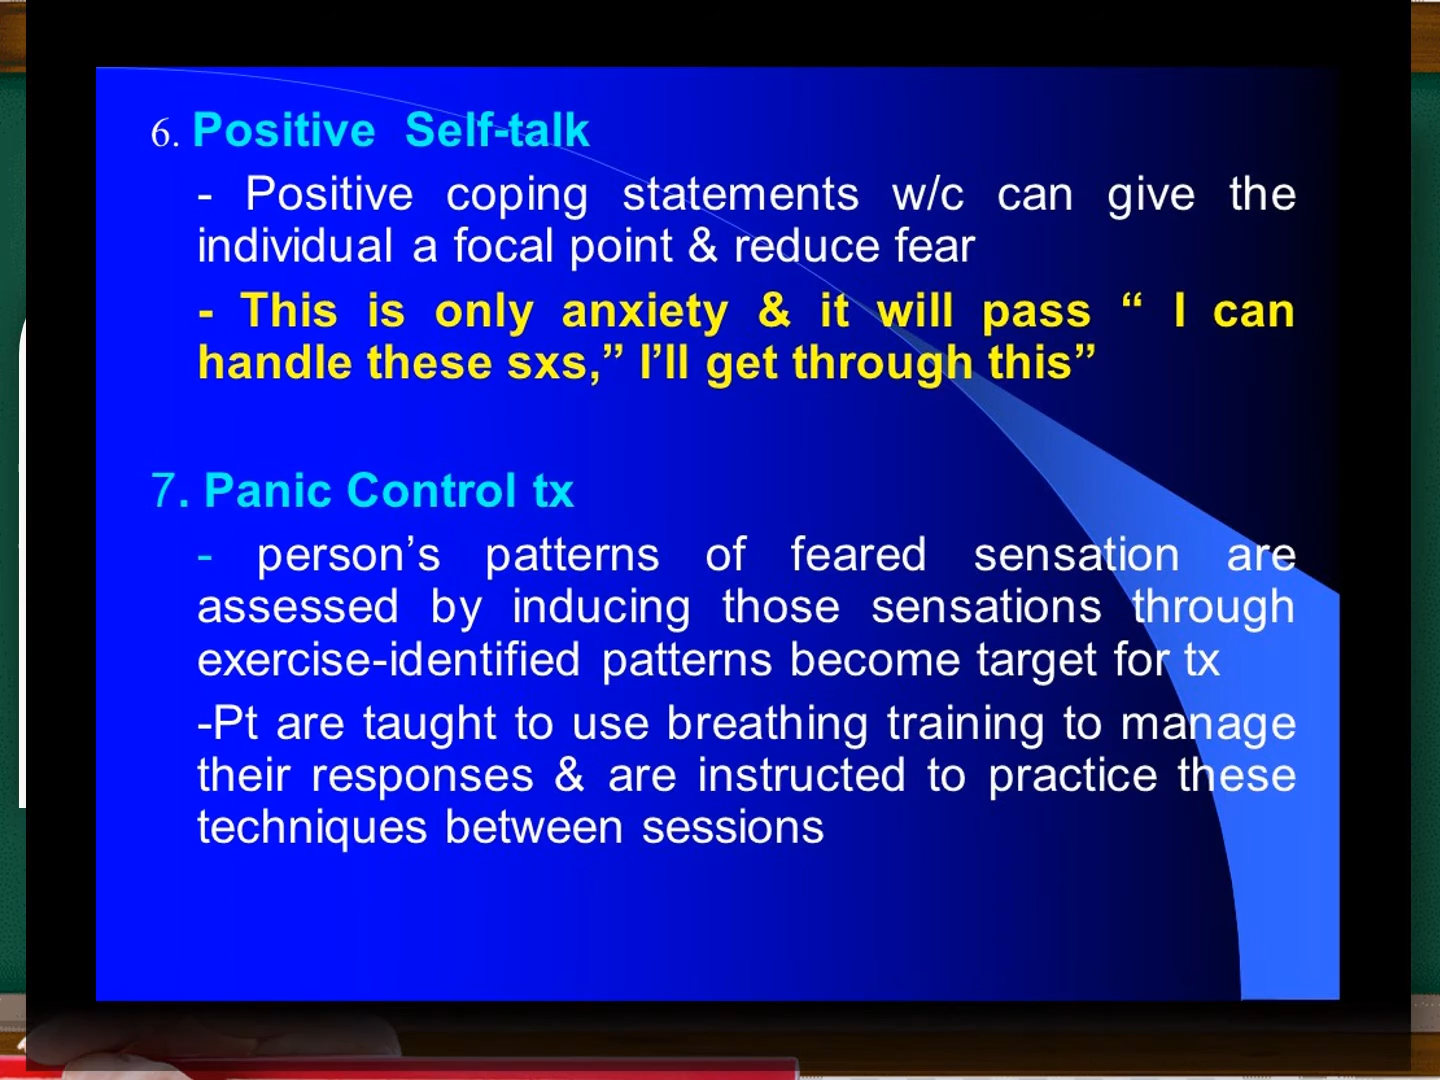 6. Positive Self-talk
- Positive coping statements w/c can give the
individual a focal point & reduce fear
- This is only anxiety & it will pass “ I can
handle these sxs,” I’ll get through this”
7. Panic Control tx
- person’s patterns of feared sensation are
assessed by inducing those sensations through
exercise-identified patterns become target for tx
-Pt are taught to use breathing training to manage
their responses & are instructed to practice these
techniques between sessions